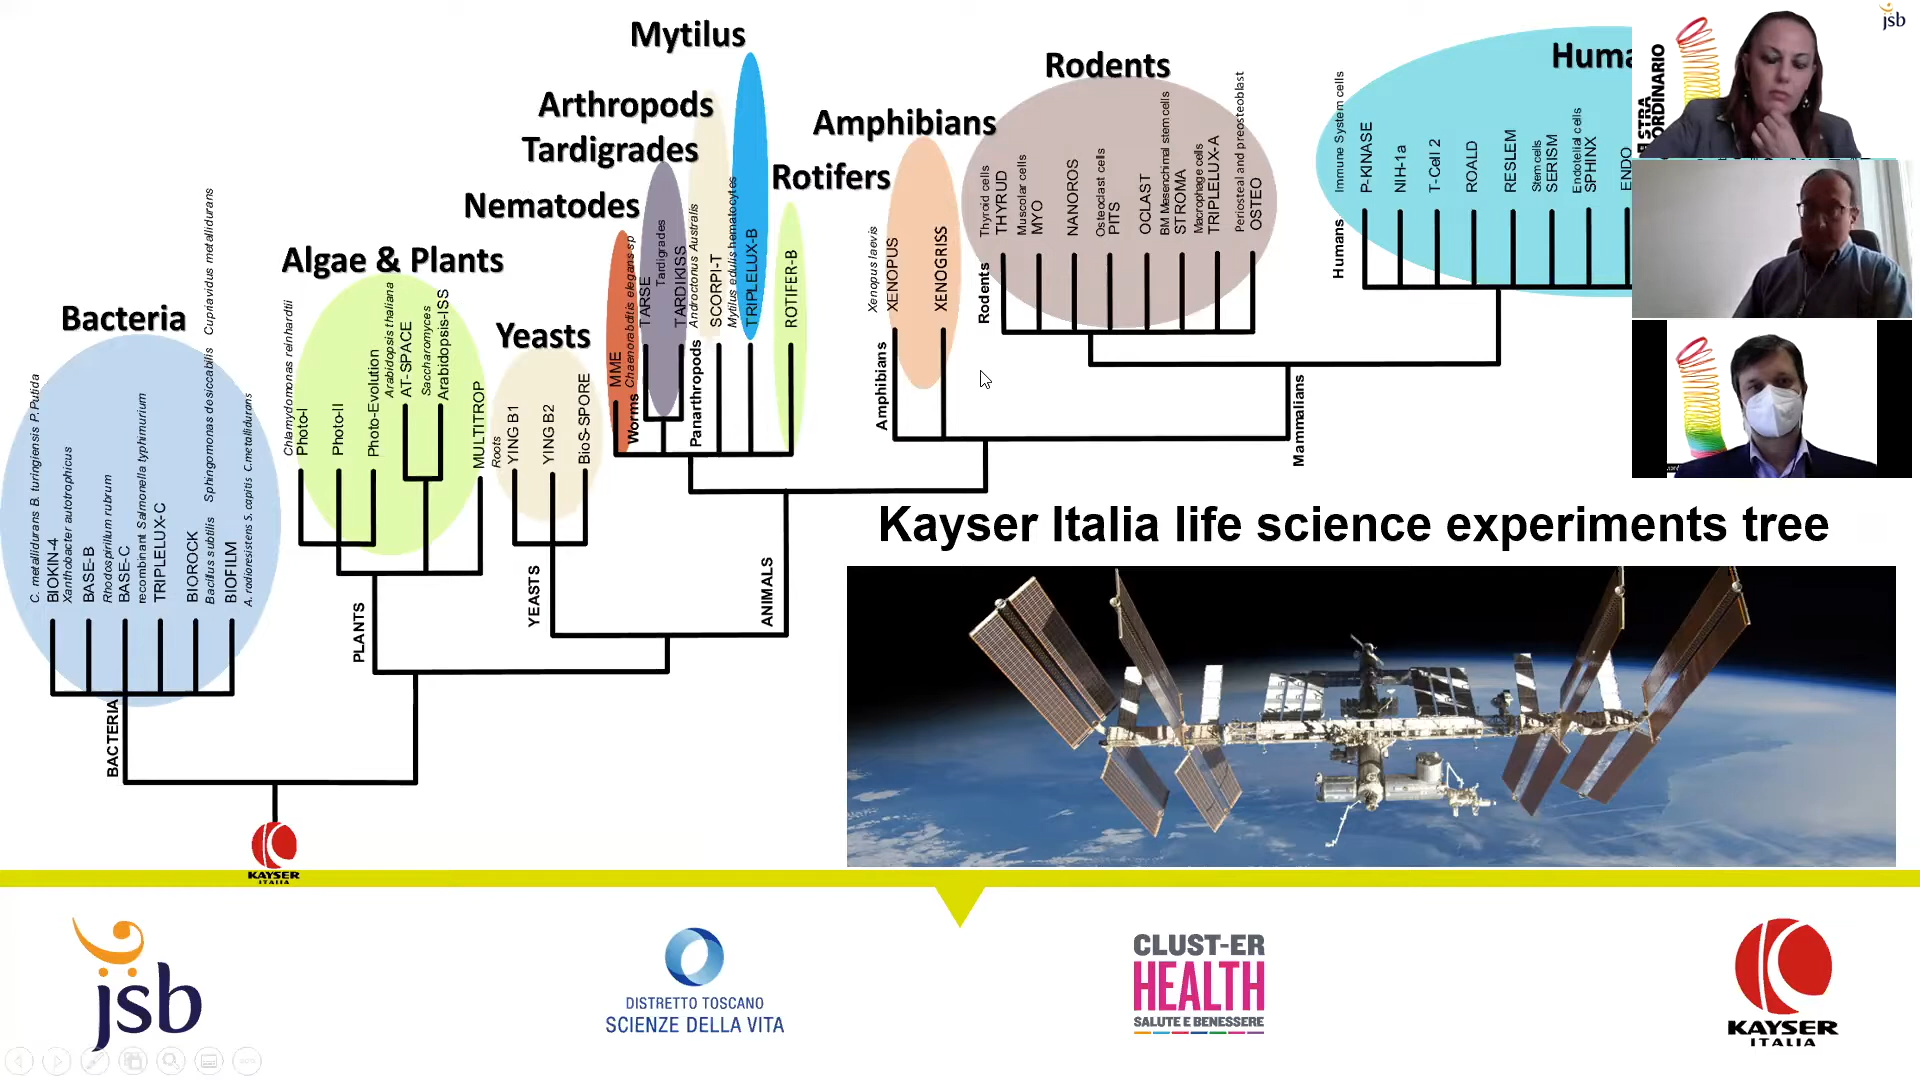 Mytilus
Arthropods
Tardigrades
Nematodes
Rotifers
Amphibians
Rodents
Huma
Algae & Plants
Yeasts
Bacteria
C. metallidurans B. turingiensis P. Putida
BIOKIN-4
Xanthobacter autotrophicus
BASE-B
Rhodospirillum rubrum
BASE-C
recombinant Salmonella typhimurium
TRIPLELUX-C
BIOROCK
Bacillus subtilis Sphingomonas desiccabilis Cupriavidus metallidurans
BIOFILM
A. radioresistens S. capitis C. metallidurans
BACTERIA
Chlamydomonas reinhardtii
Photo-I
Photo-II
Photo-Evolution
Arabidopsis thaliana
AT-SPACE
Saccharomyces
Arabidopsis-ISS
MULTITROP
Roots
PLANTS
YING B1
YING B2
BioS-SPORE
YEASTS
MME
Chaenorabditis elegans sp
Worms
TARSE
Tardigrades
TARDIKISS
Androctonus Australis
Panarthropods
SCORPI-T
Mytilus edulis hematocytes
TRIPLELUX-B
ROTIFER-B
ANIMALS
Xenopus laevis
XENOPUS
XENOGRISS
Amphibians
Thyroid cells
THYRUD
Muscolar cells
MYO
NANOROS
Osteoclast cells
PITS
OCLAST
BM Mesenchimal stem cells
STROMA
Macrophage cells
TRIPLELUX-A
Periosteal and preosteoblast
OSTEO
Rodents
Mammalians
Immune System cells
P-KINASE
NIH-1a
T-Cell 2
ROALD
RESLEM
Stem cells
SERISM
Endotelial cells
SPHINX
ENDO
Humans
Kayser Italia life science experiments tree
KAYSER
ITALIA
STRA
ORDINARIO
jsb
jsb
DISTRETTO TOSCANO
SCIENZE DELLA VITA
CLUST-ER
HEALTH
SALUTE E BENESSERE
KAYSER
ITALIA